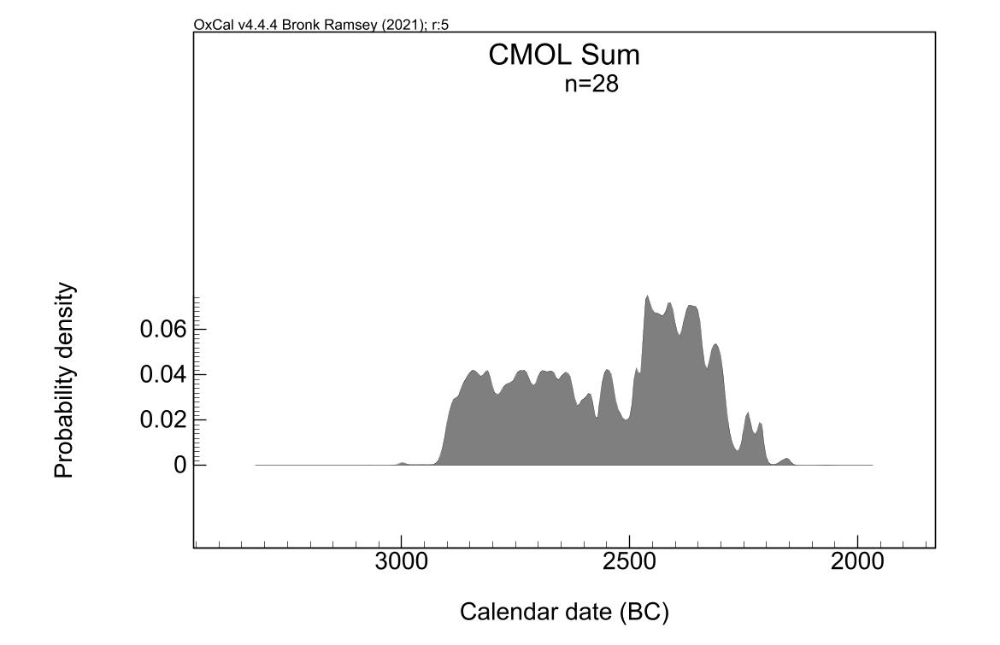 OxCal v4.4.4 Bronk Ramsey (2021); r:5
CMOL Sum
n=28
Probability density
0.06
0.04
0.02
0
3000 2500 2000
Calendar date (BC)